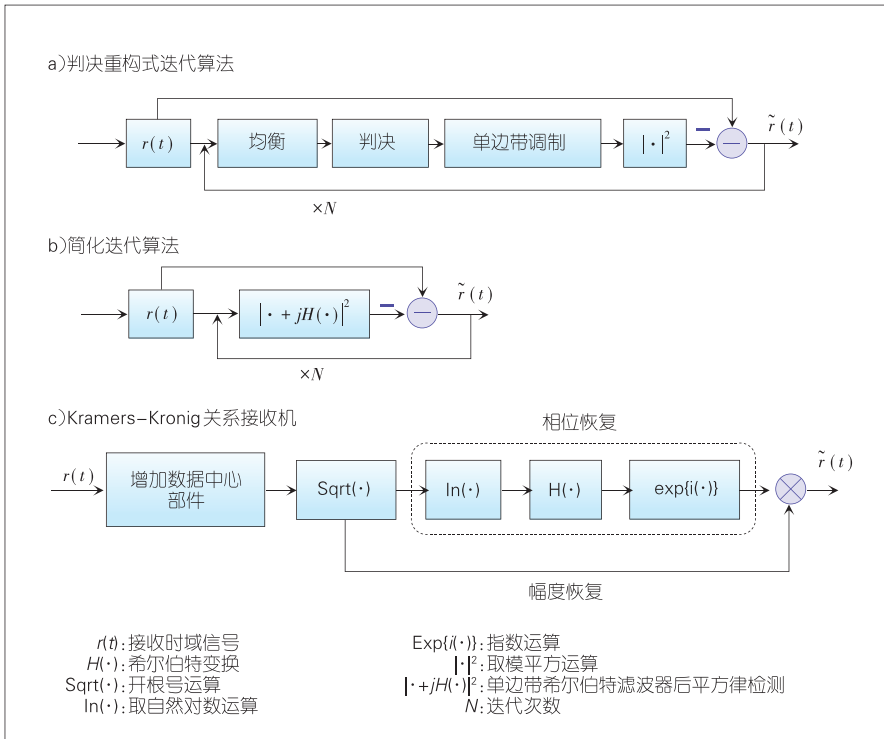 a)判决重构式迭代算法
r(t)
均衡
判决
单边带调制
|·|²
−
—
r̃(t)
×N
b)简化迭代算法
r(t)
|· + jH(·)|²
−
—
r̃(t)
×N
c)Kramers-Kronig关系接收机
相位恢复
r(t)
增加数据中心
部件
Sqrt(·)
ln(·)
H(·)
exp{i(·)}
r̃(t)
幅度恢复
r(t):接收时域信号
H(·):希尔伯特变换
Sqrt(·):开根号运算
ln(·):取自然对数运算
Exp{i(·)}:指数运算
|·|²:取模平方运算
|·+jH(·)|²:单边带希尔伯特滤波器后平方律检测
N:迭代次数